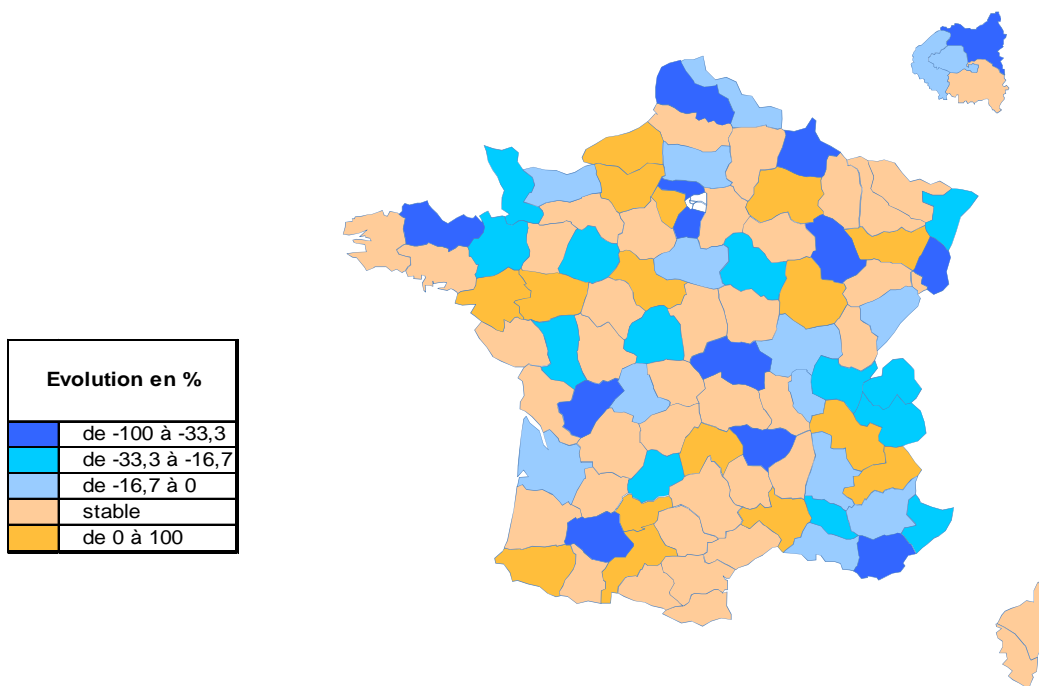 Evolution en %
de -100 à -33,3
de -33,3 à -16,7
de -16,7 à 0
stable
de 0 à 100